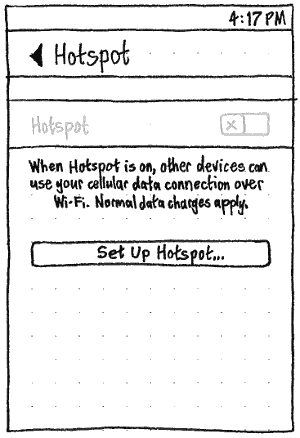 4:17 PM
Hotspot
Hotspot
When Hotspot is on, other devices can
use your cellular data connection over
Wi-Fi. Normal data charges apply.
Set Up Hotspot...